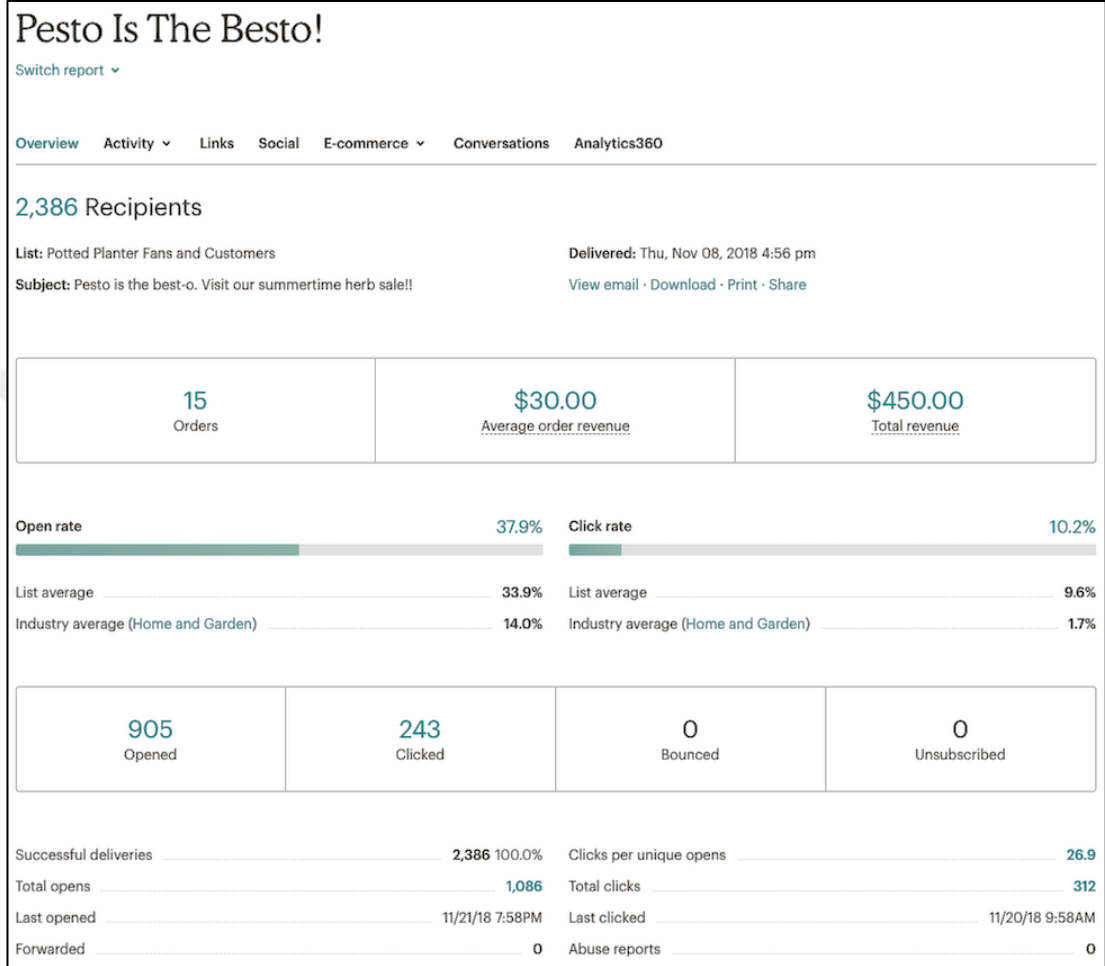 Pesto Is The Besto!
Switch report
Overview Activity Links Social E-commerce Conversations Analytics360
2,386 Recipients
List: Potted Planter Fans and Customers
Delivered: Thu, Nov 08, 2018 4:56 pm
Subject: Pesto is the best-o. Visit our summertime herb sale!!
View email · Download · Print · Share
15
Orders
$30.00
Average order revenue
$450.00
Total revenue
Open rate 37.9%
List average 33.9%
Industry average (Home and Garden) 14.0%
Click rate 10.2%
List average 9.6%
Industry average (Home and Garden) 1.7%
905
Opened
243
Clicked
0
Bounced
0
Unsubscribed
Successful deliveries 2,386 100.0%
Total opens 1,086
Last opened 11/21/18 7:58PM
Forwarded 0
Clicks per unique opens 26.9
Total clicks 312
Last clicked 11/20/18 9:58AM
Abuse reports 0